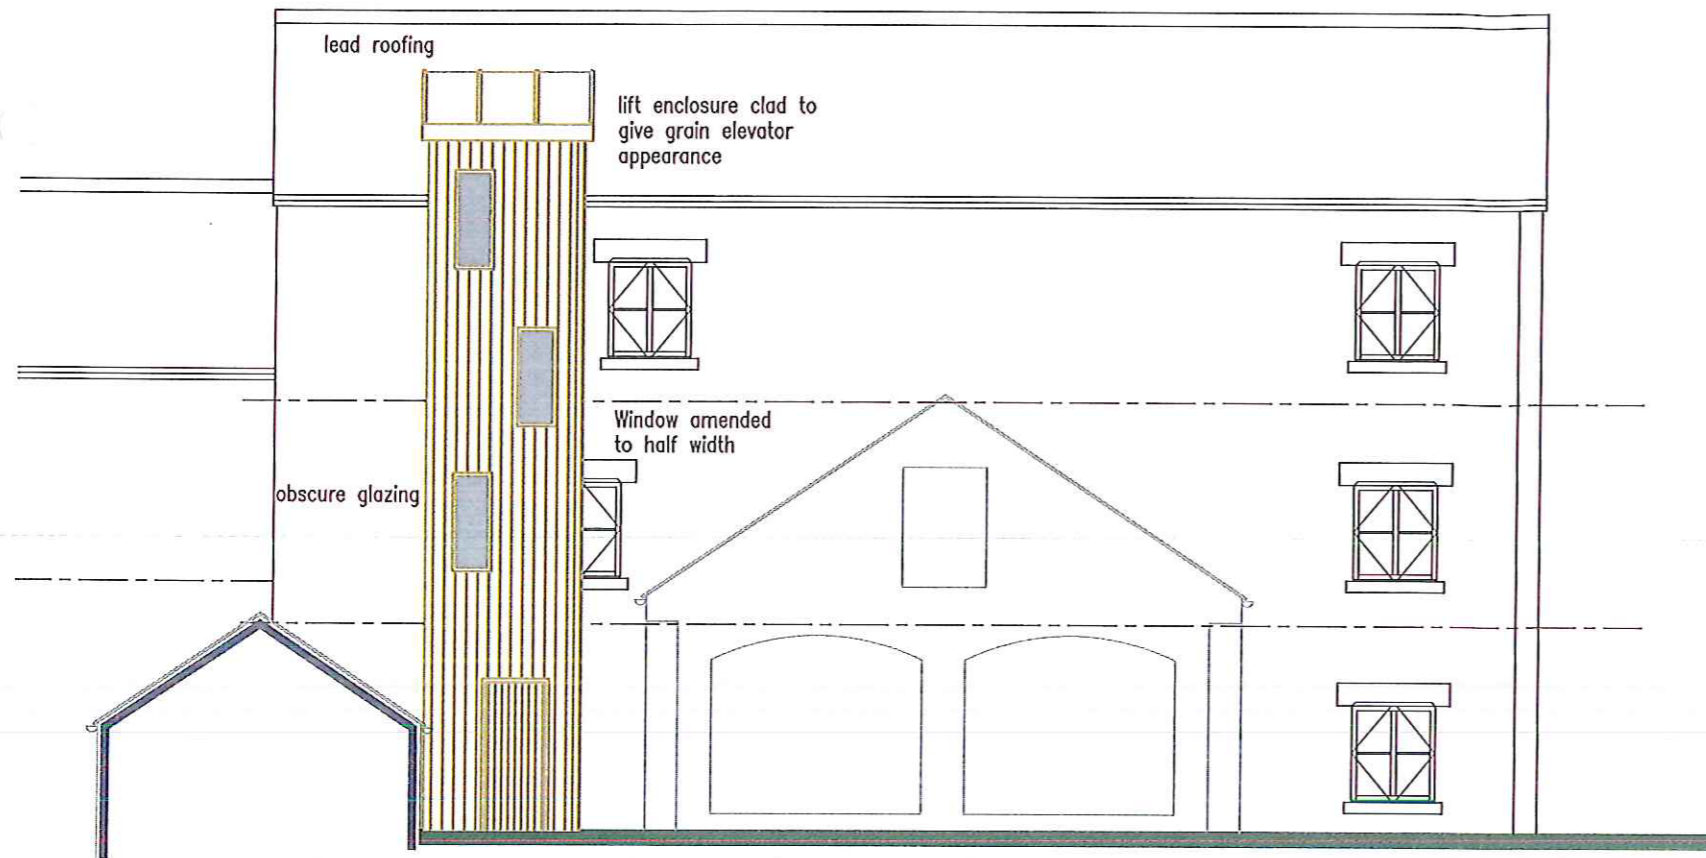 lead roofing
lift enclosure clad to
give grain elevator
appearance
Window amended
to half width
obscure glazing